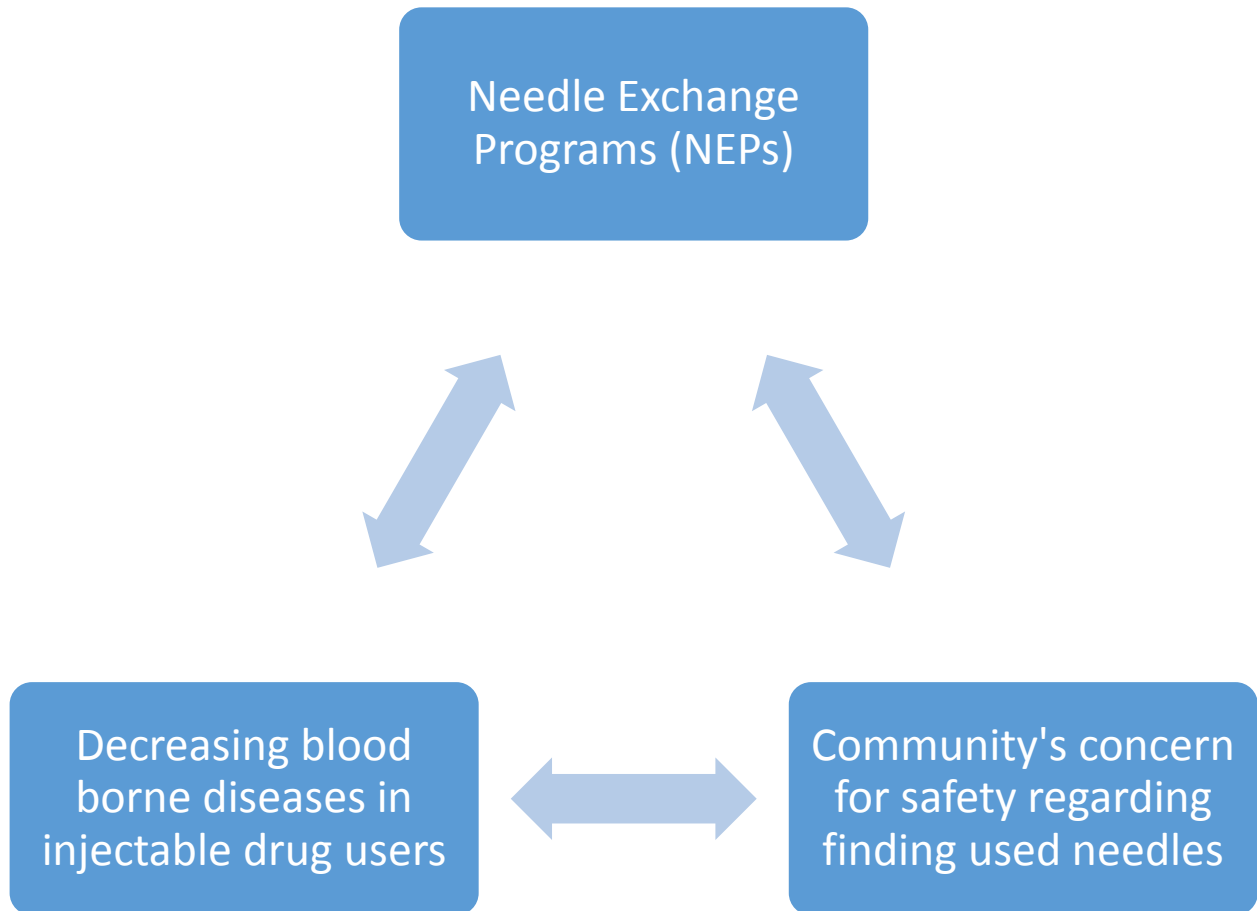 Needle Exchange
Programs (NEPs)
Decreasing blood
borne diseases in
injectable drug users
Community's concern
for safety regarding
finding used needles